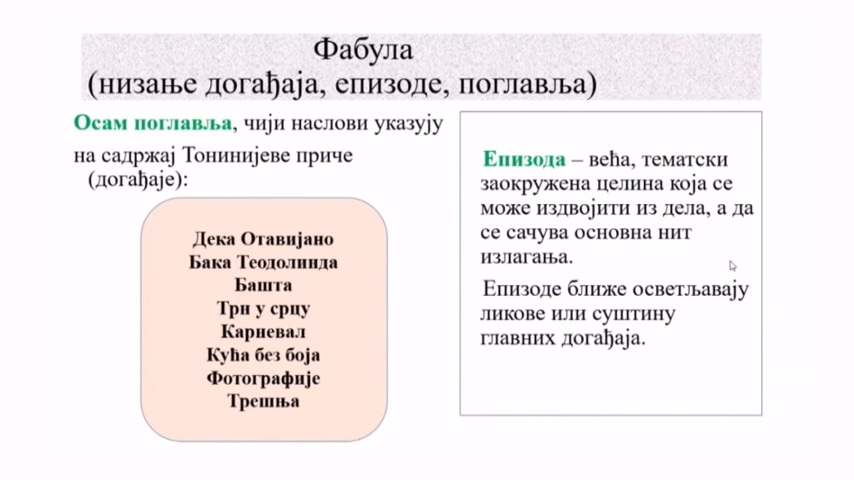 Фабула
(низање догађаја, епизоде, поглавља)
Осам поглавља, чији наслови указују
на садржај Тонинијеве приче
(догађаје):
Дека Отавијано
Бака Теодолинда
Башта
Трн у срцу
Карневал
Кућа без боја
Фотографије
Трешња
Епизода – већа, тематски
заокружена целина која се
може издвојити из дела, а да
се сачува основна нит
излагања.
Епизоде ближе осветљавају
ликове или суштину
главних догађаја.